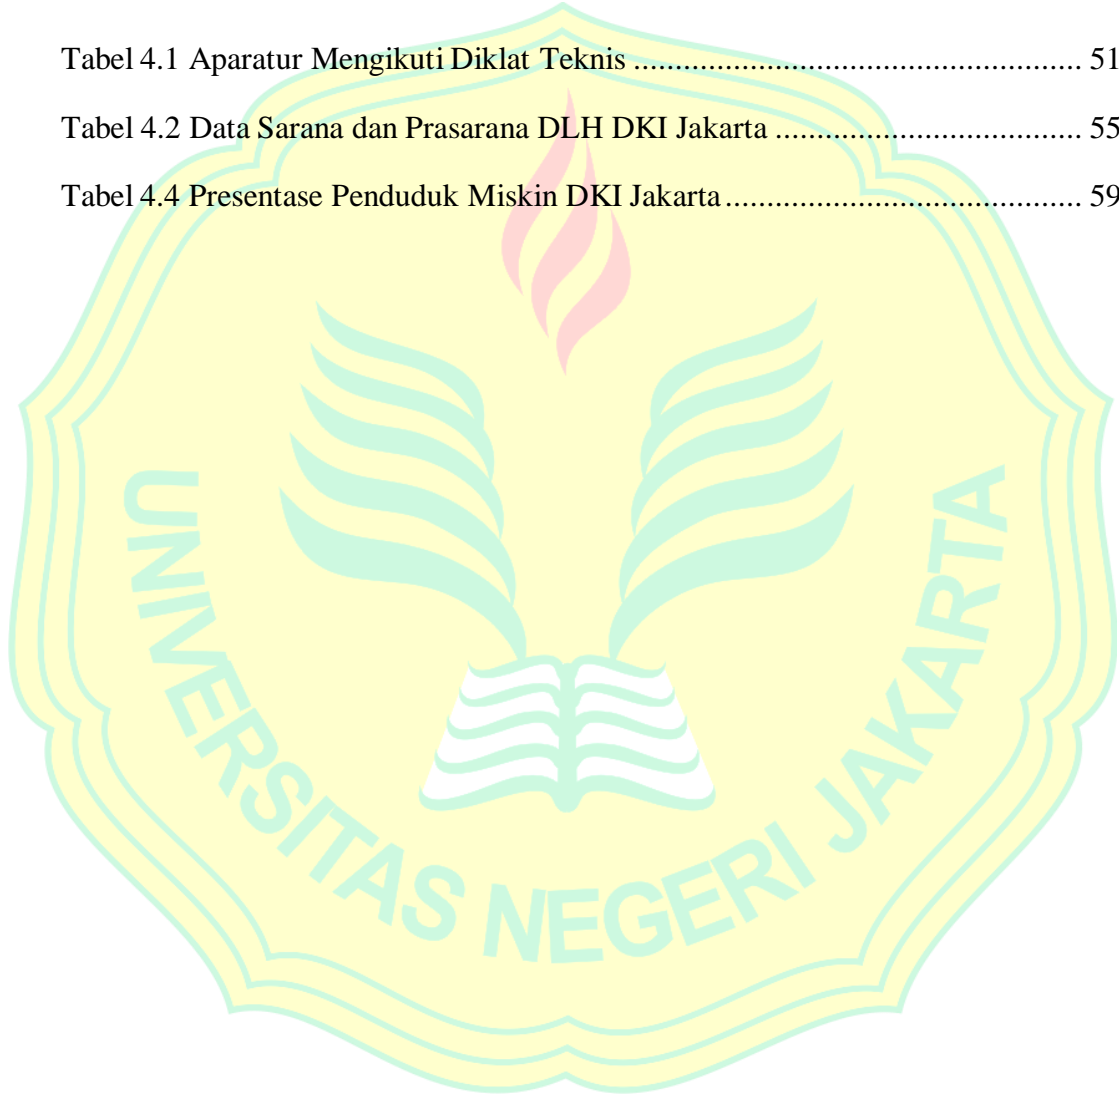 Tabel 4.1 Aparatur Mengikuti Diklat Teknis ..................................................... 51
Tabel 4.2 Data Sarana dan Prasarana DLH DKI Jakarta .................................... 55
Tabel 4.4 Presentase Penduduk Miskin DKI Jakarta .......................................... 59
UNIVERSITAS NEGERI JAKARTA